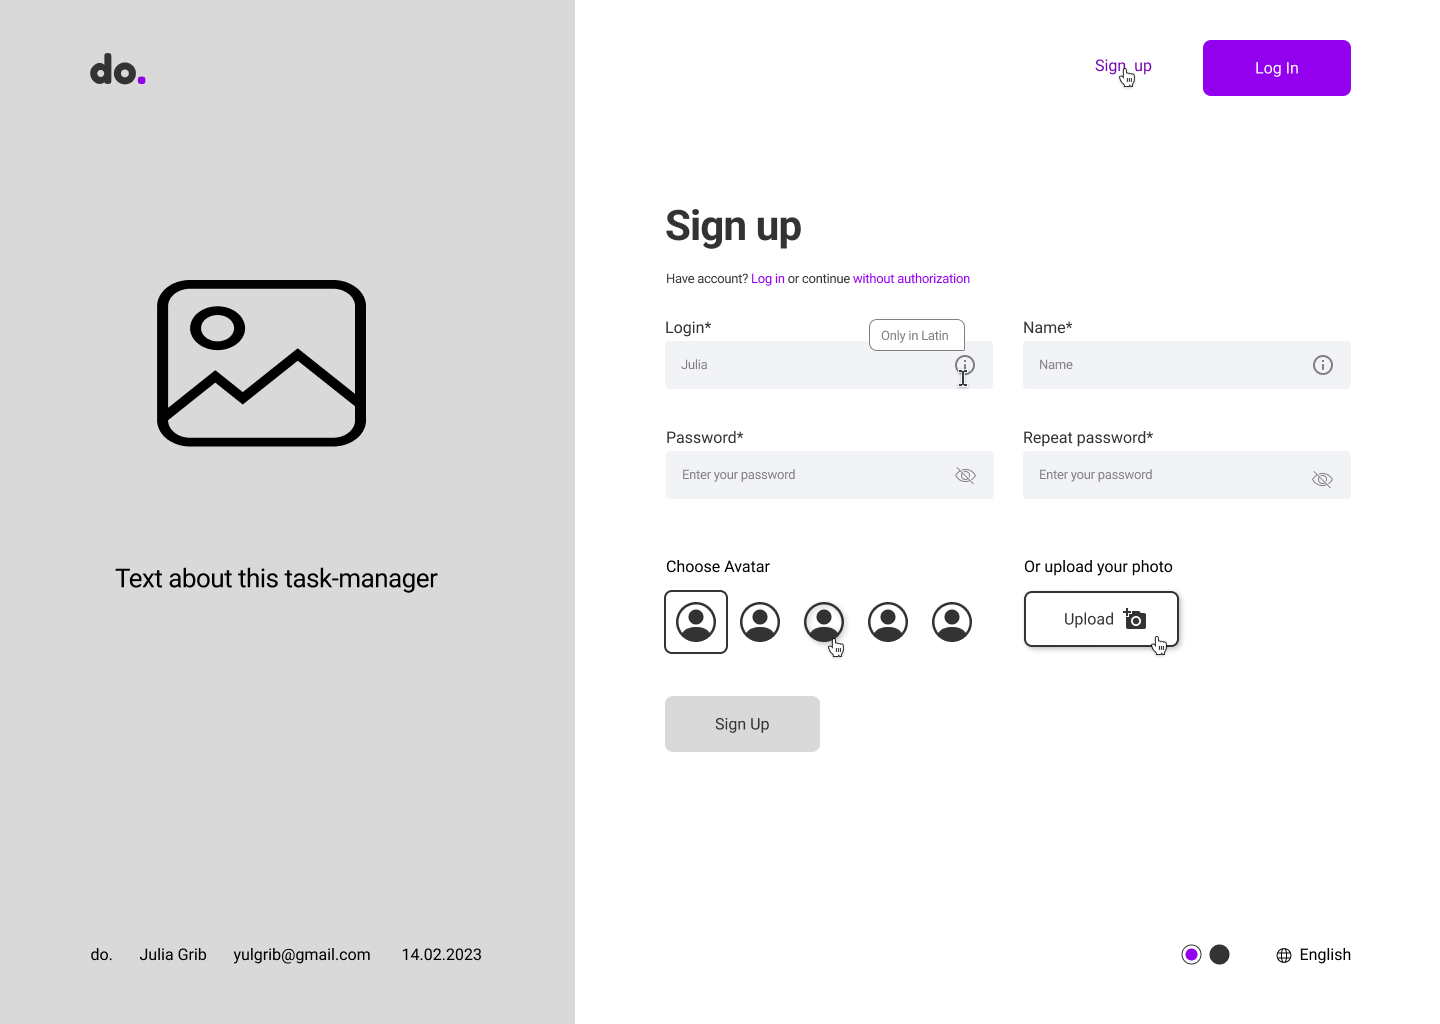 do.
Sign up
Log In
Sign up
Have account? Log in or continue without authorization
Login*
Only in Latin
Julia
Name*
Name
Password*
Enter your password
Repeat password*
Enter your password
Choose Avatar
Or upload your photo
Upload
Sign Up
Text about this task-manager
do.
Julia Grib
yulgrib@gmail.com
14.02.2023
English